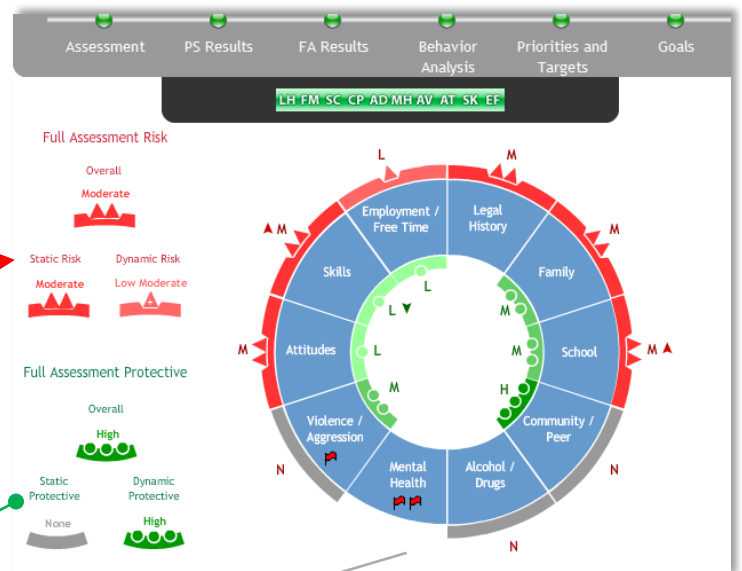 Assessment
PS Results
FA Results
Behavior
Analysis
Priorities and
Targets
Goals
LH FM SC CP AD MH AV AT SK EF
Full Assessment Risk
Overall
Moderate
Static Risk
Moderate
Dynamic Risk
Low Moderate
Full Assessment Protective
Overall
High
Static
Protective
None
Dynamic
Protective
High
L
M
Employment /
Free Time
Legal
History
M
M
Skills
Family
L
L
M
M
Attitudes
L
M
School
M
M
H
Violence /
Aggression
Community /
Peer
N
N
Mental
Health
Alcohol /
Drugs
N